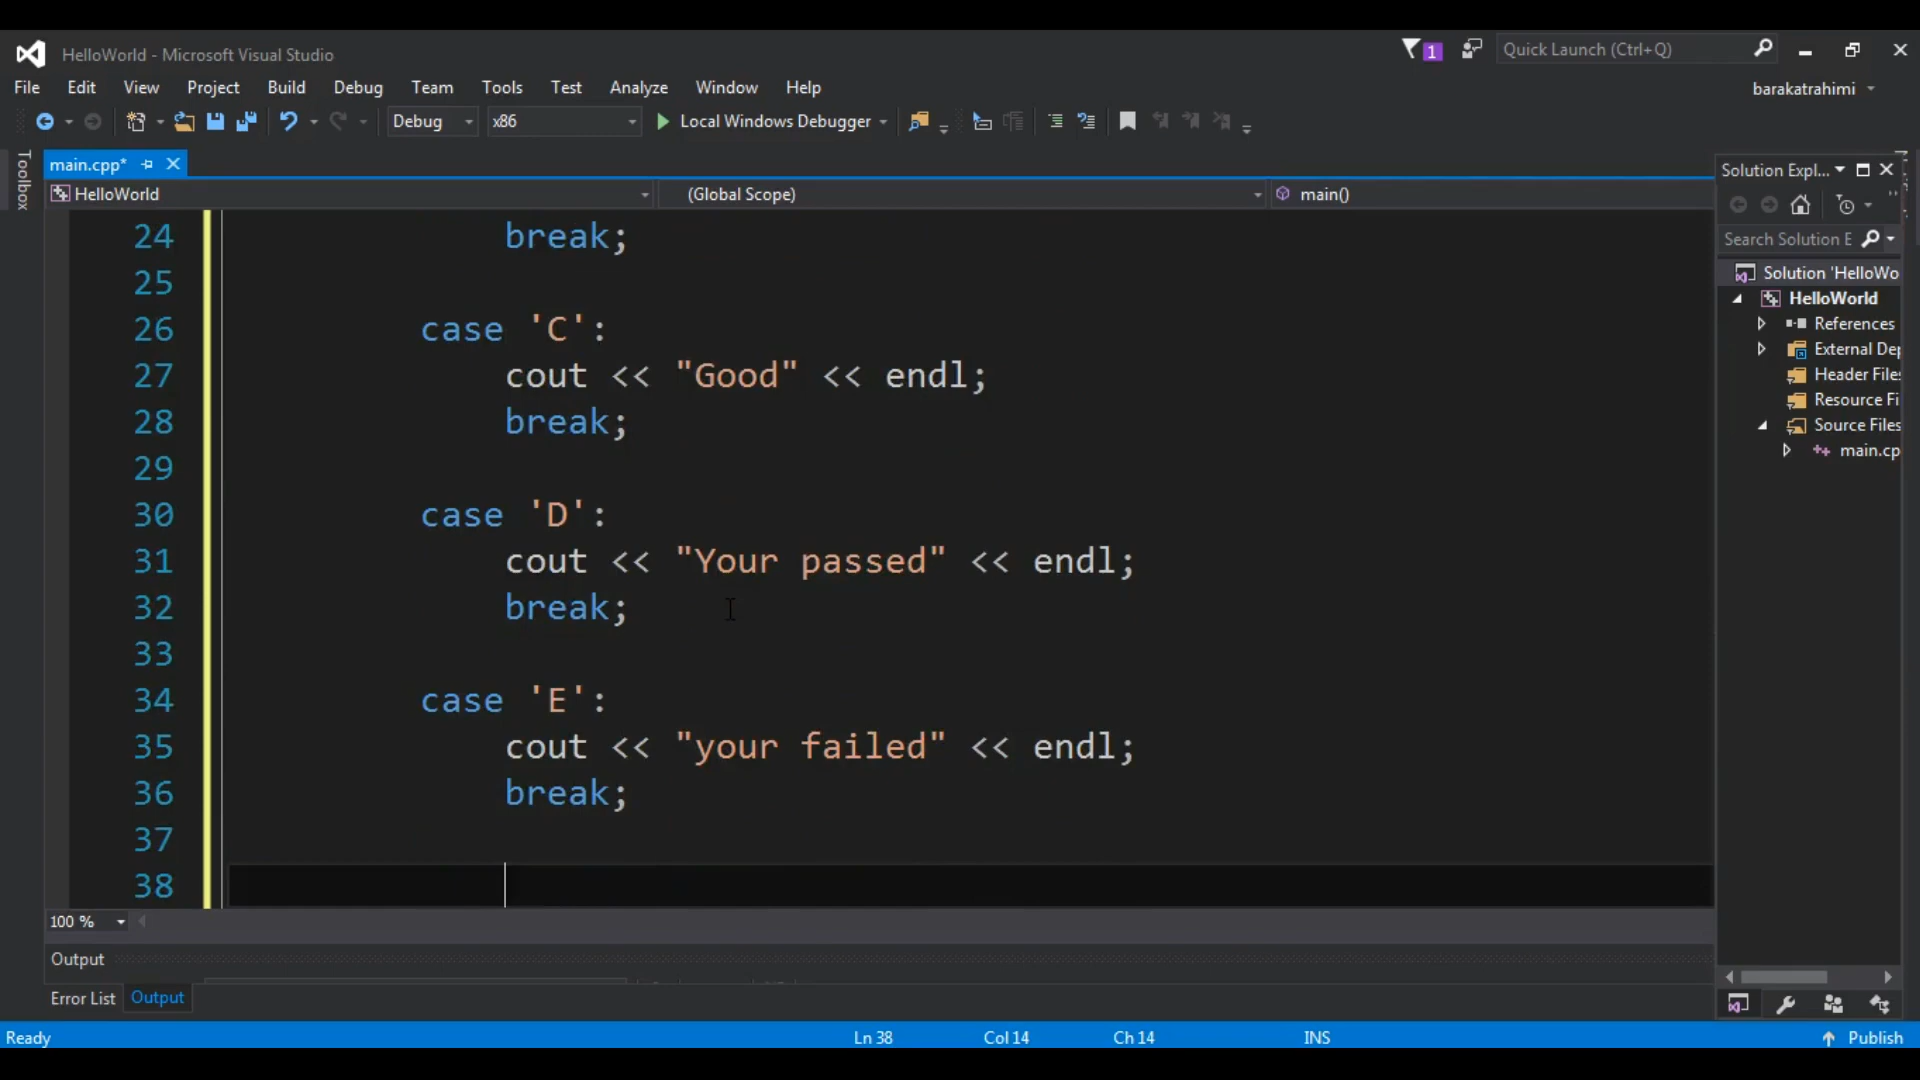 HelloWorld - Microsoft Visual Studio
1
Quick Launch (Ctrl+Q)
File Edit View Project Build Debug Team Tools Test Analyze Window Help
barakatrahimi
Debug x86 Local Windows Debugger
Toolbox
main.cpp*
HelloWorld (Global Scope) main()
24 break;
25
26 case 'C':
27 cout << "Good" << endl;
28 break;
29
30 case 'D':
31 cout << "Your passed" << endl;
32 break;
33
34 case 'E':
35 cout << "your failed" << endl;
36 break;
37
38
100 %
Output
Error List Output
Solution Expl...
Search Solution E
Solution 'HelloWo
HelloWorld
References
External Dep
Header Files
Resource Fi
Source Files
main.cp
Ready Ln 38 Col 14 Ch 14 INS Publish